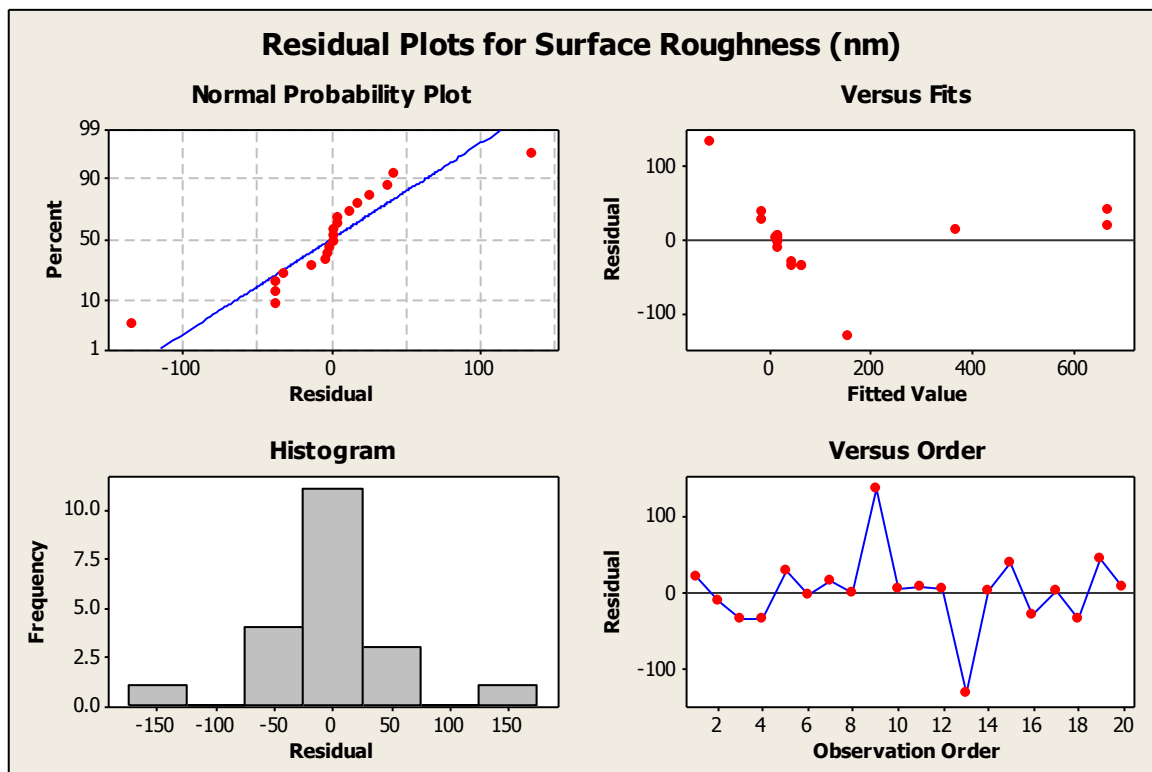 Residual Plots for Surface Roughness (nm)
Normal Probability Plot
99
90
50
10
1
Percent
-100 0 100
Residual
Versus Fits
100
0
-100
Residual
0 200 400 600
Fitted Value
Histogram
10.0
7.5
5.0
2.5
0.0
Frequency
-150 -100 -50 0 50 100 150
Residual
Versus Order
100
0
-100
Residual
2 4 6 8 10 12 14 16 18 20
Observation Order